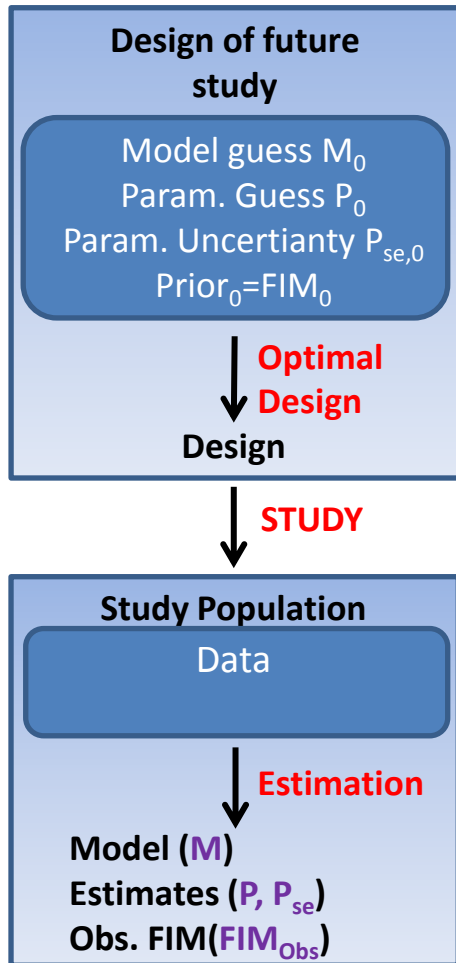 Design of future
study
Model guess M₀
Param. Guess P₀
Param. Uncertianty Pse,0
Prior₀=FIM₀
Optimal
Design
Design
STUDY
Study Population
Data
Estimation
Model (M)
Estimates (P, Pse)
Obs. FIM(FIMObs)